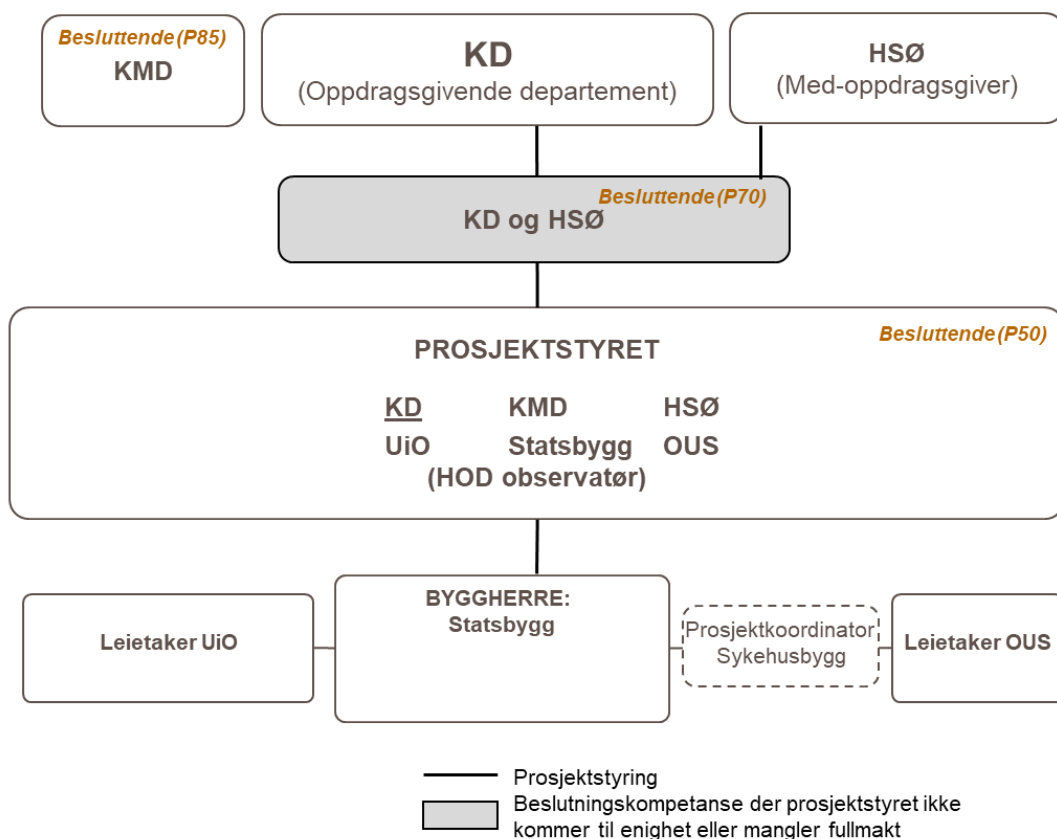 Besluttende(P85)
KMD
KD
(Oppdragsgivende departement)
HSØ
(Med-oppdragsgiver)
Besluttende(P70)
KD og HSØ
Besluttende(P50)
PROSJEKTSTYRET
KD KMD HSØ
UiO Statsbygg OUS
(HOD observatør)
Leietaker UiO
BYGGHERRE:
Statsbygg
Prosjektkoordinator
Sykehusbygg
Leietaker OUS
Prosjektstyring
Beslutningskompetanse der prosjektstyret ikke
kommer til enighet eller mangler fullmakt